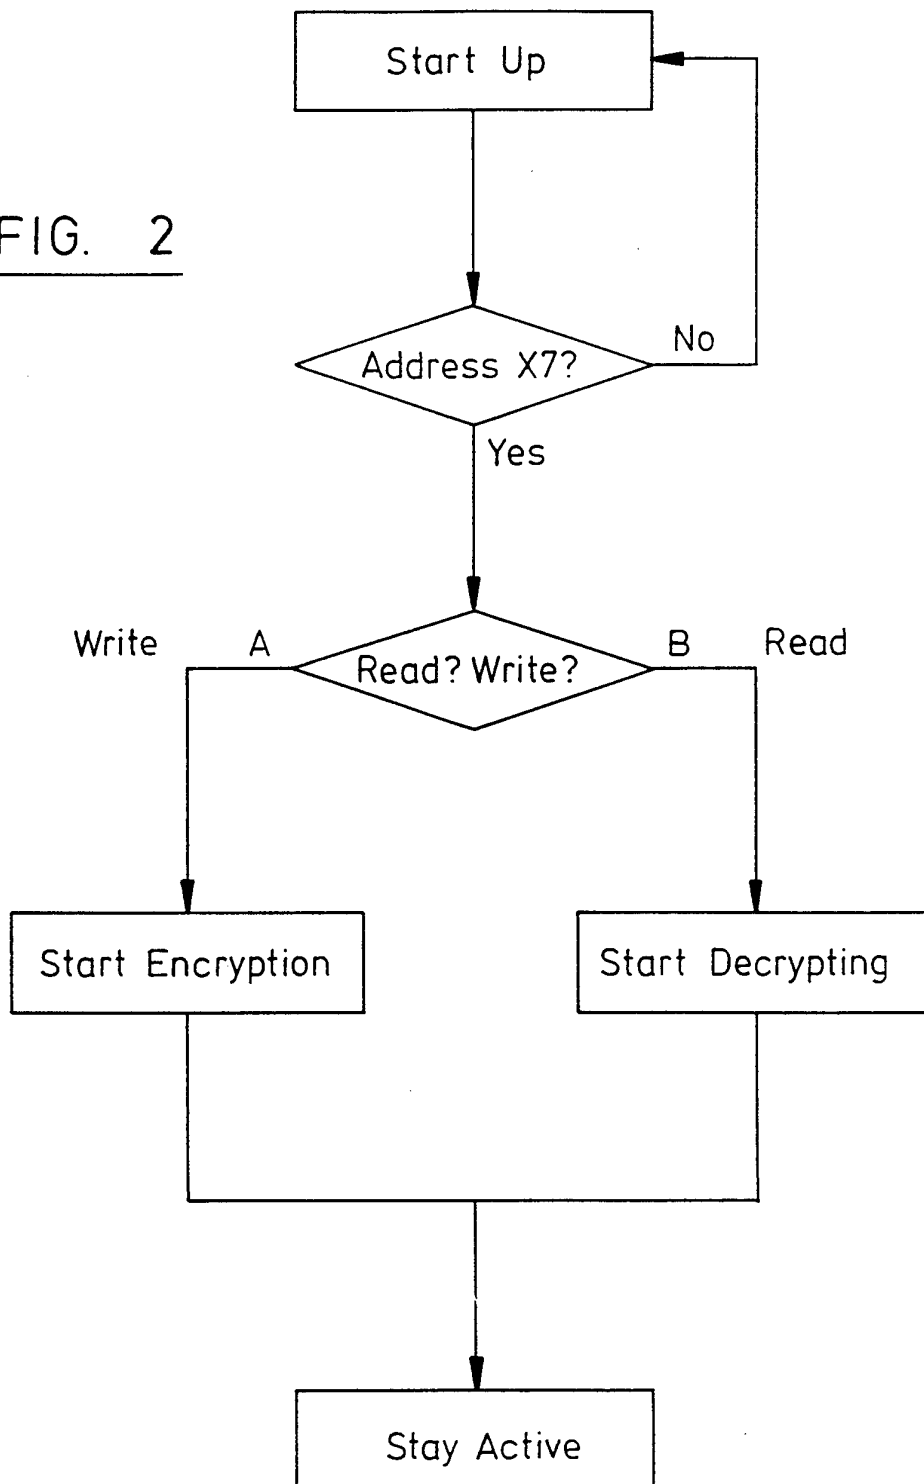 Start Up
FIG. 2
Address X7?
No
Yes
Write
A
Read? Write?
B
Read
Start Encryption
Start Decrypting
Stay Active